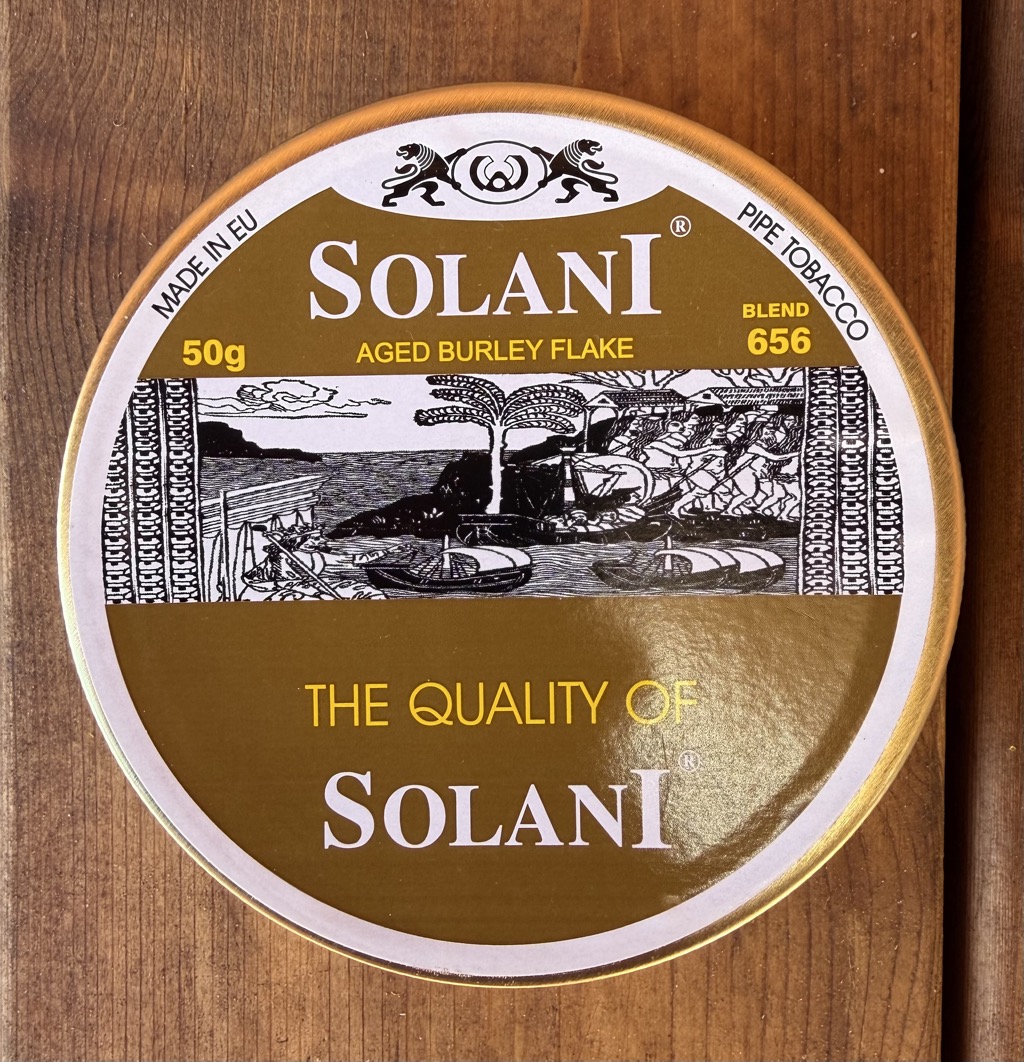 MADE IN EU
PIPE TOBACCO
SOLANI®
BLEND
50g
AGED BURLEY FLAKE
656
THE QUALITY OF
SOLANI®